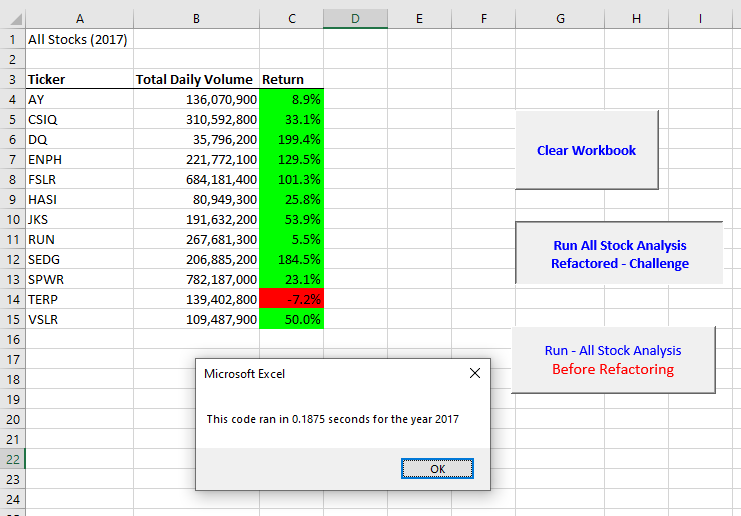 A B C D E F G H I
1 All Stocks (2017)
2
3 Ticker Total Daily Volume Return
4 AY 136,070,900 8.9%
5 CSIQ 310,592,800 33.1%
6 DQ 35,796,200 199.4%
7 ENPH 221,772,100 129.5%
8 FSLR 684,181,400 101.3%
9 HASI 80,949,300 25.8%
10 JKS 191,632,200 53.9%
11 RUN 267,681,300 5.5%
12 SEDG 206,885,200 184.5%
13 SPWR 782,187,000 23.1%
14 TERP 139,402,800 -7.2%
15 VSLR 109,487,900 50.0%
16
17
18
19
20
21
22
23
24
Clear Workbook
Run All Stock Analysis
Refactored - Challenge
Run - All Stock Analysis
Before Refactoring
Microsoft Excel
This code ran in 0.1875 seconds for the year 2017
OK